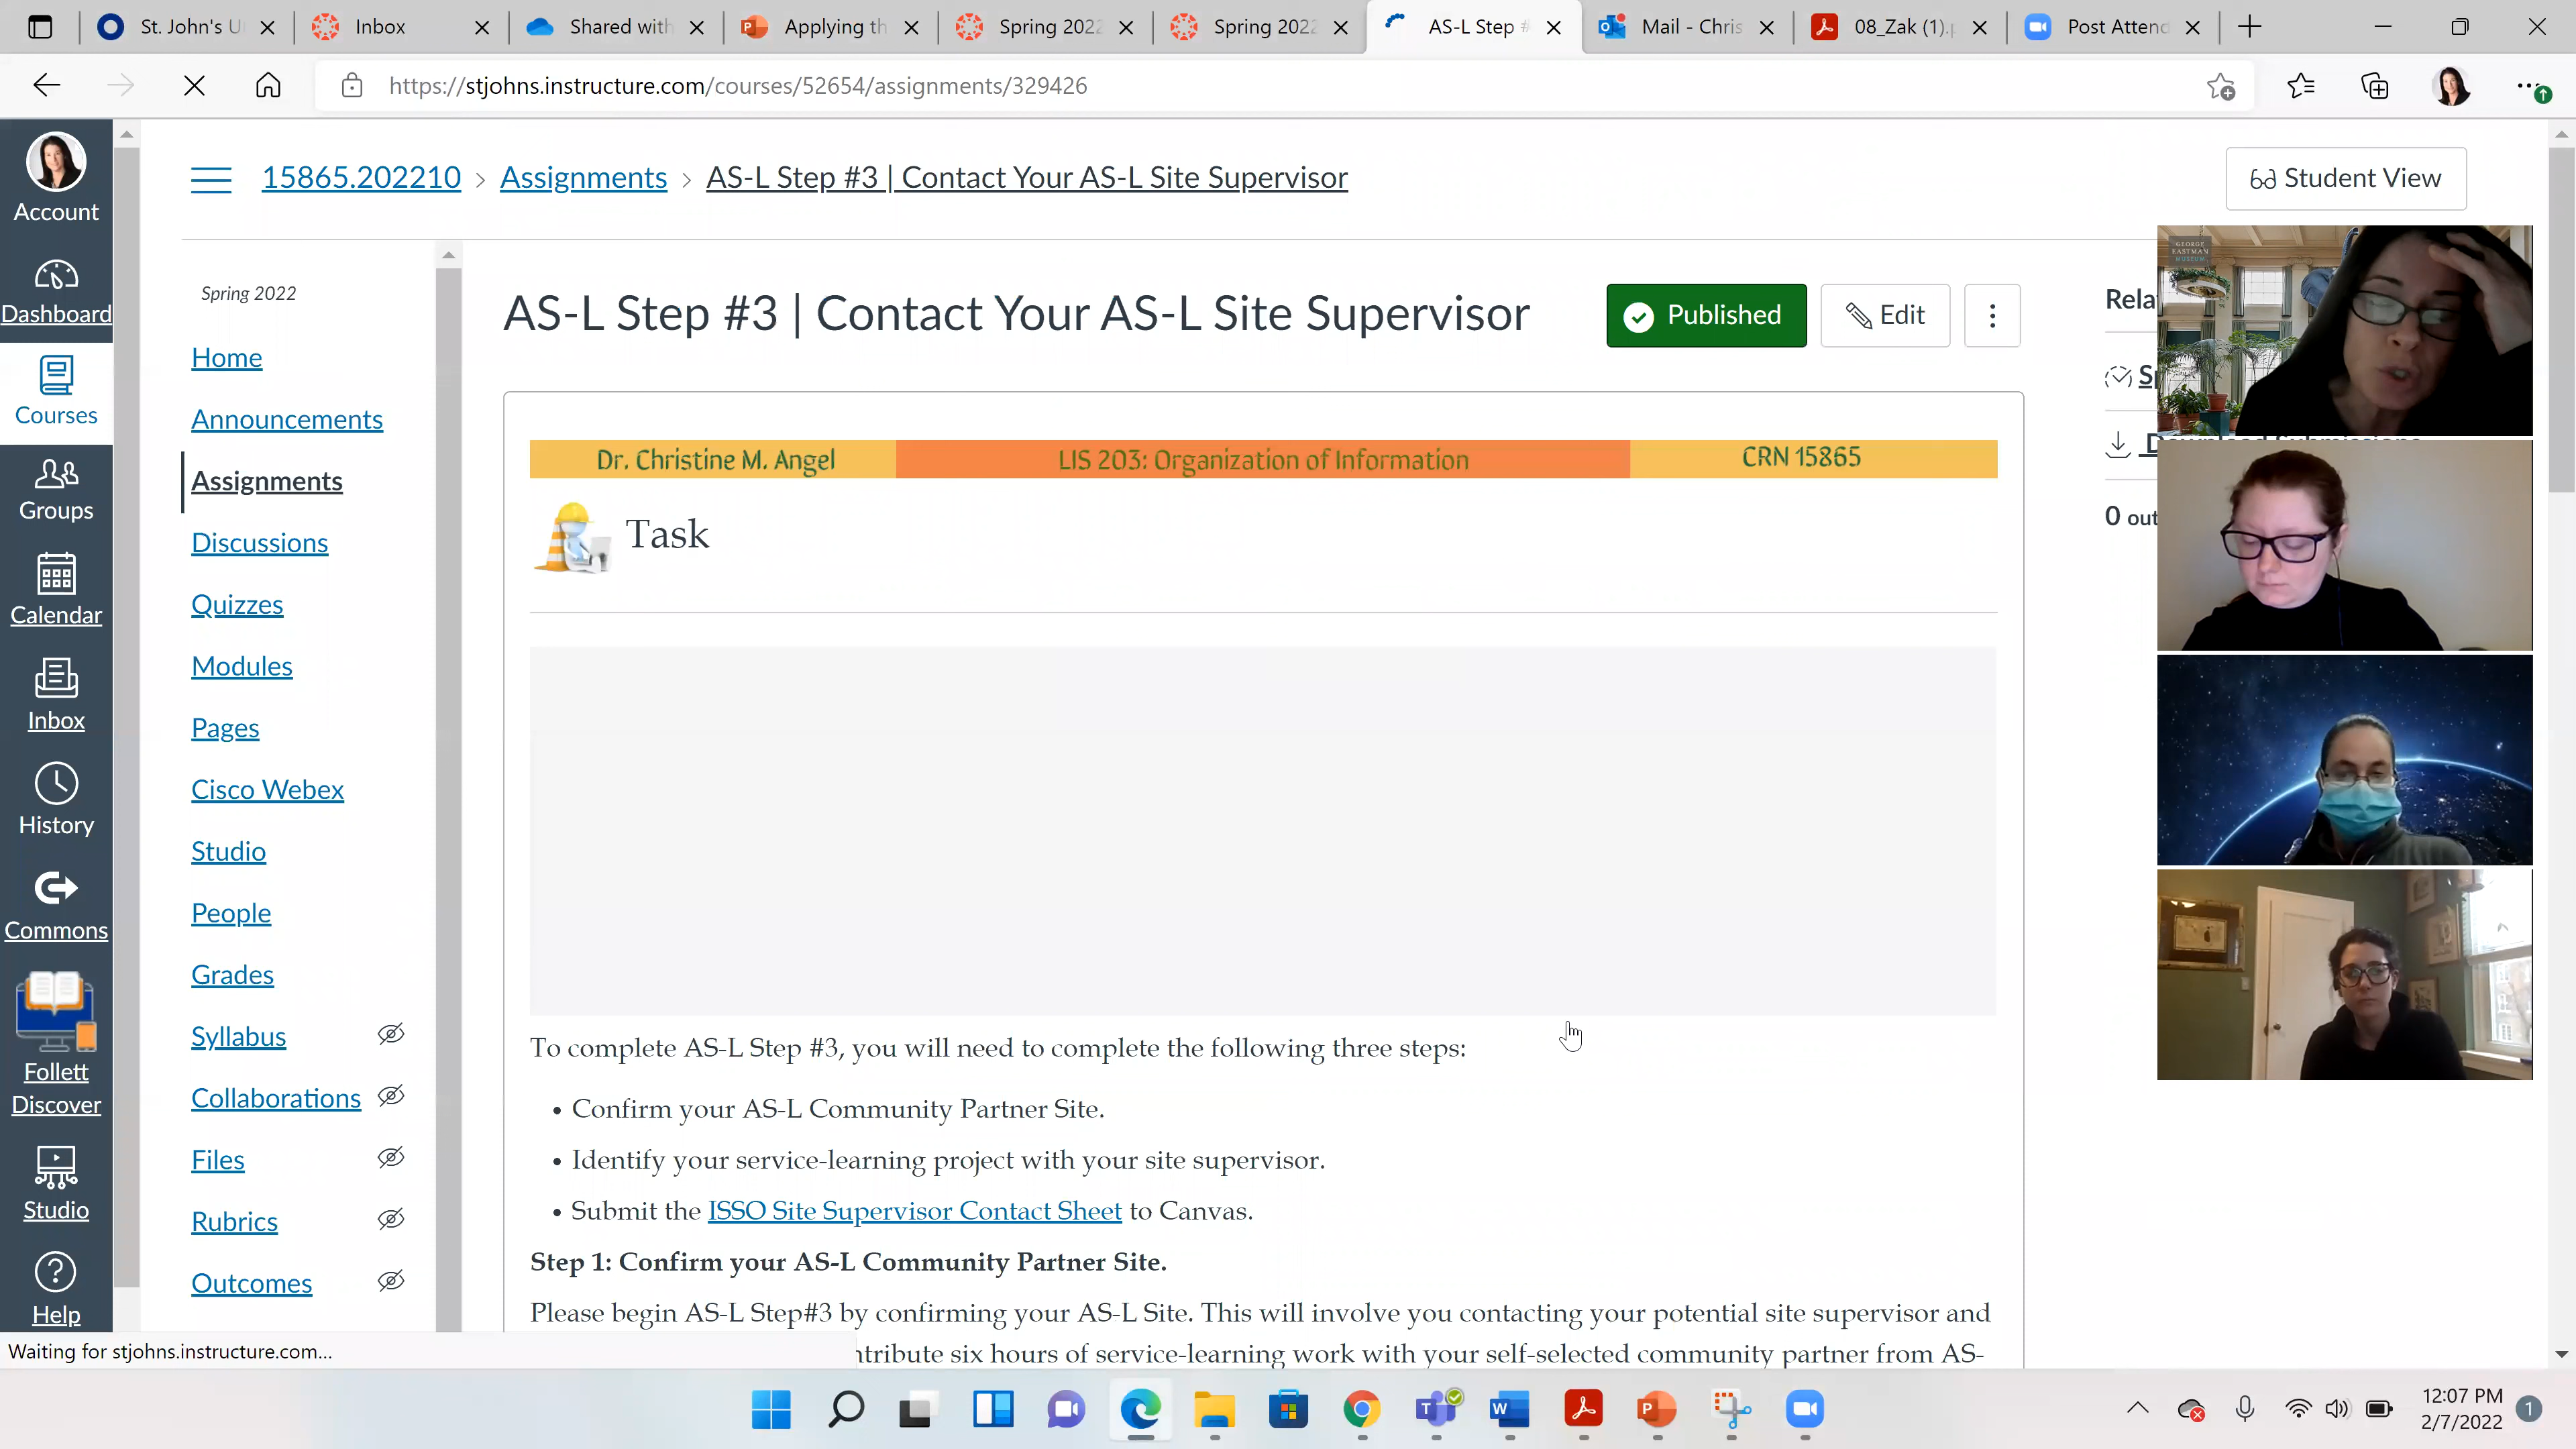 St. John's U
Inbox
Shared with
Applying th
Spring 2022
Spring 2022
AS-L Step #
Mail - Chris
08_Zak (1).p
Post Attend
https://stjohns.instructure.com/courses/52654/assignments/329426
15865.202210 > Assignments > AS-L Step #3 | Contact Your AS-L Site Supervisor
Student View
Account
Dashboard
Courses
Groups
Calendar
Inbox
History
Commons
Follett
Discover
Studio
Help
Spring 2022
Home
Announcements
Assignments
Discussions
Quizzes
Modules
Pages
Cisco Webex
Studio
People
Grades
Syllabus
Collaborations
Files
Rubrics
Outcomes
AS-L Step #3 | Contact Your AS-L Site Supervisor
Published
Edit
Dr. Christine M. Angel
LIS 203: Organization of Information
CRN 15865
Task
To complete AS-L Step #3, you will need to complete the following three steps:
• Confirm your AS-L Community Partner Site.
• Identify your service-learning project with your site supervisor.
• Submit the ISSO Site Supervisor Contact Sheet to Canvas.
Step 1: Confirm your AS-L Community Partner Site.
Please begin AS-L Step#3 by confirming your AS-L Site. This will involve you contacting your potential site supervisor and
ntribute six hours of service-learning work with your self-selected community partner from AS-
Rela
Sp
0 out
GEORGE
EASTMAN
MUSEUM
Waiting for stjohns.instructure.com...
12:07 PM
2/7/2022
1